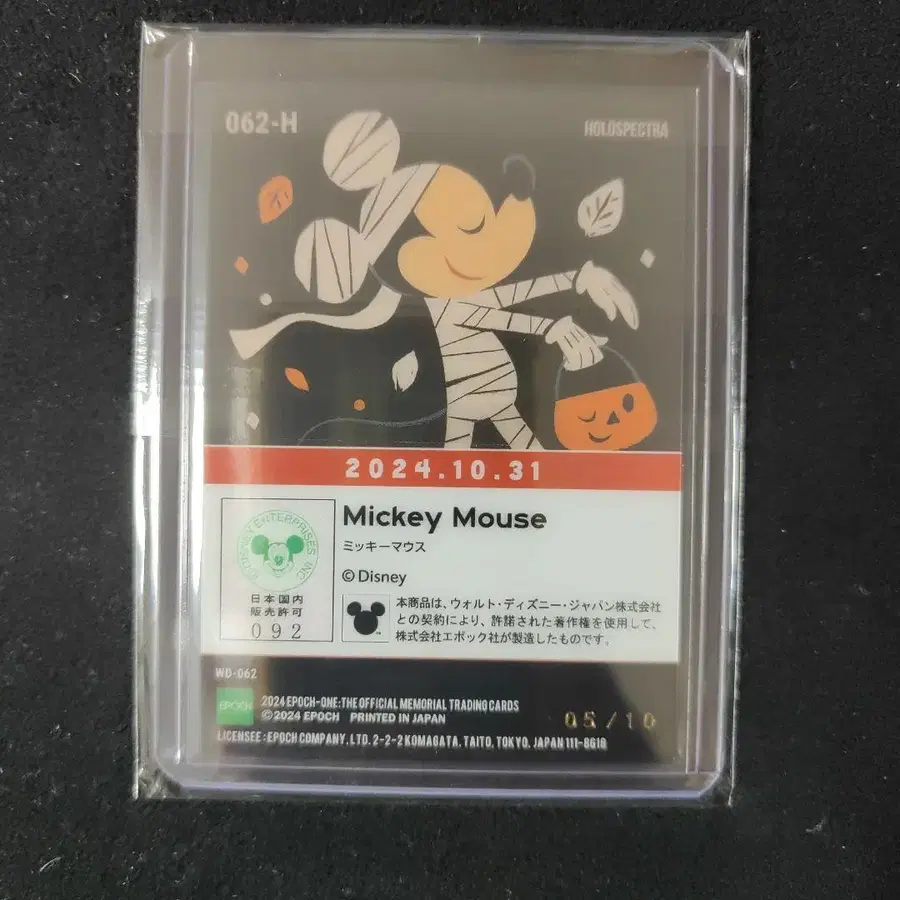 062-H
HOLOSPECTRA
2024.10.31
Mickey Mouse
ミッキーマウス
©Disney
©DISNEY ENTERPRISES, INC.
日本国内
販売許可
092
本商品は、ウォルト・ディズニー・ジャパン株式会社
との契約により、許諾された著作権を使用して、
株式会社エポック社が製造したものです。
WD-062
EPOCH
2024 EPOCH-ONE:THE OFFICIAL MEMORIAL TRADING CARDS
©2024 EPOCH PRINTED IN JAPAN
05/10
LICENSEE:EPOCH COMPANY, LTD. 2-2-2 KOMAGATA, TAITO, TOKYO, JAPAN 111-8618